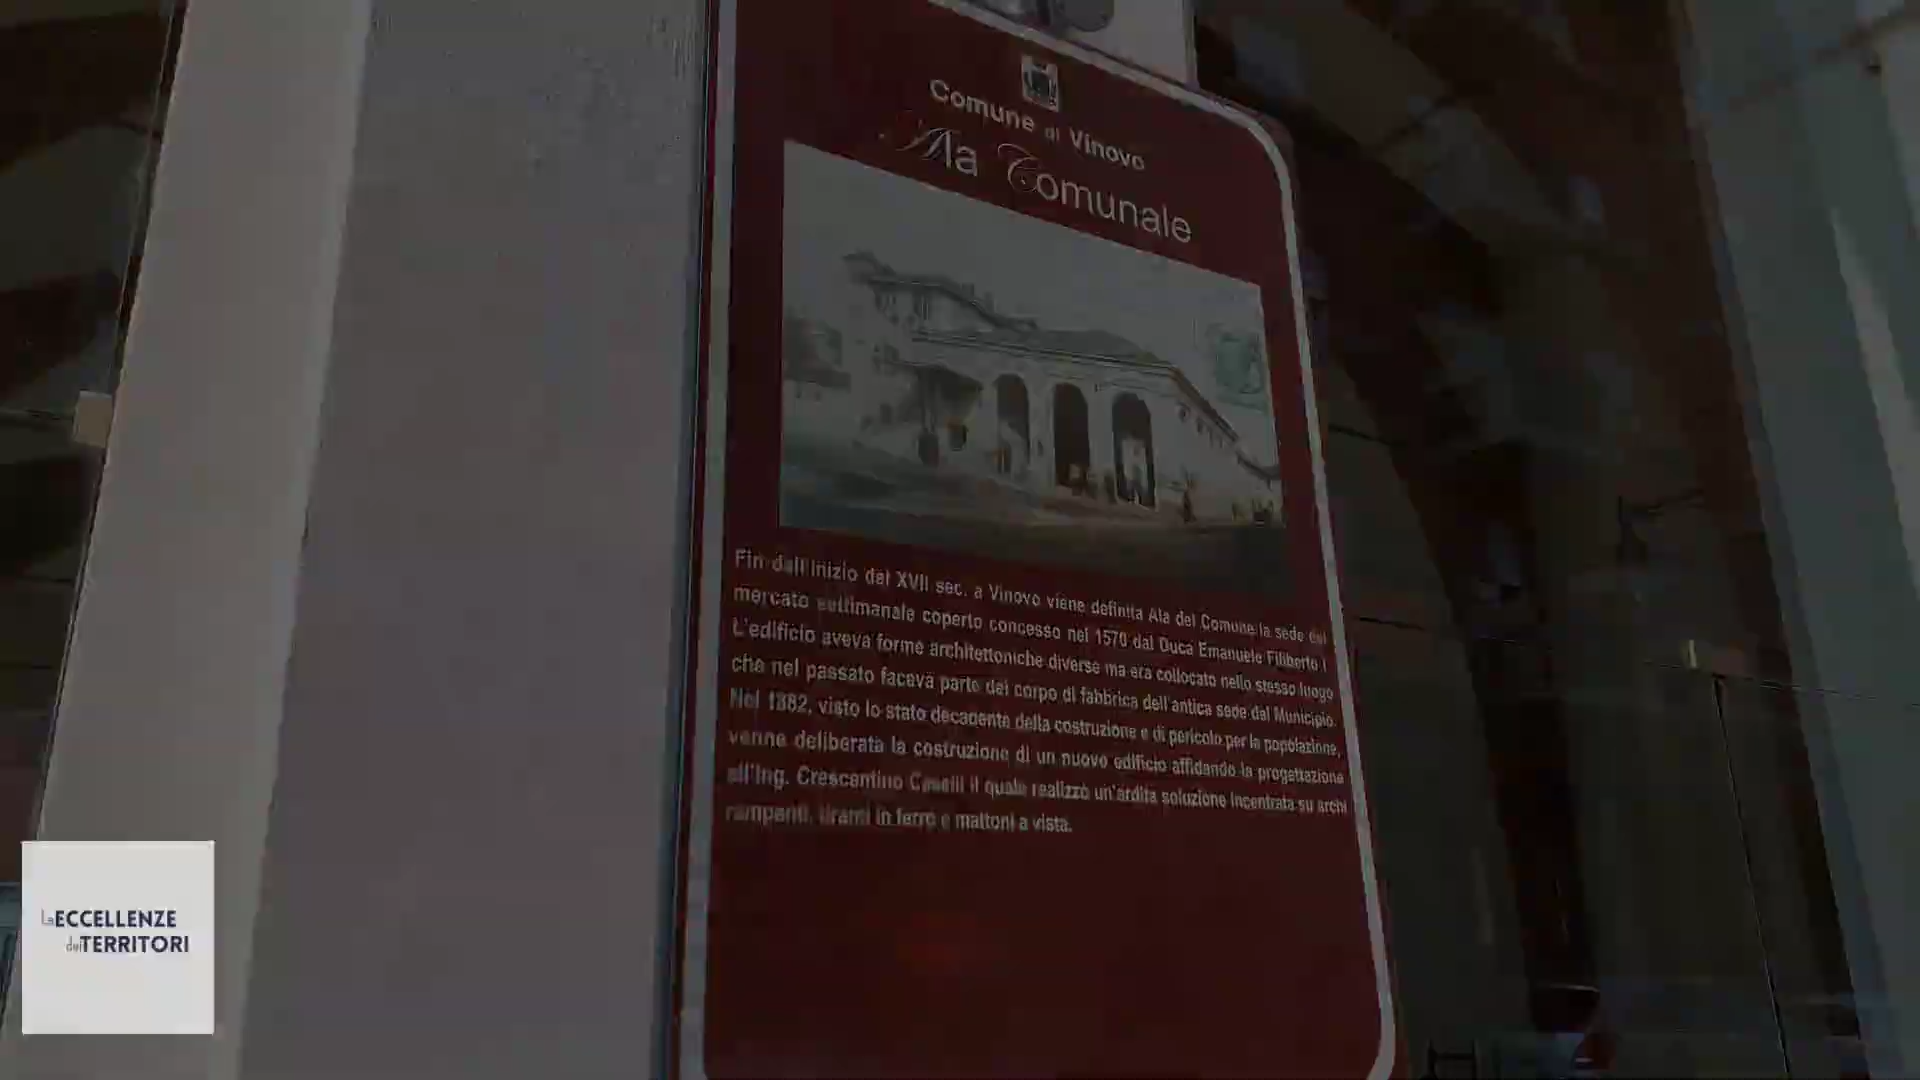 Comune di Vinovo
Ala Comunale
Fin dall'inizio del XVII sec. a Vinovo viene definita Ala del Comune la sede del
mercato settimanale coperto concesso nel 1570 dal Duca Emanuele Filiberto I
L'edificio aveva forme architettoniche diverse ma era collocato nello stesso luogo
che nel passato faceva parte del corpo di fabbrica dell'antica sede del Municipio.
Nel 1882, visto lo stato decadente della costruzione e di pericolo per la popolazione,
venne deliberata la costruzione di un nuovo edificio affidando la progettazione
all'Ing. Crescentino Caselli il quale realizzò un'ardita soluzione incentrata su archi
rampanti, tiranti in ferro e mattoni a vista.
Le ECCELLENZE
dei TERRITORI